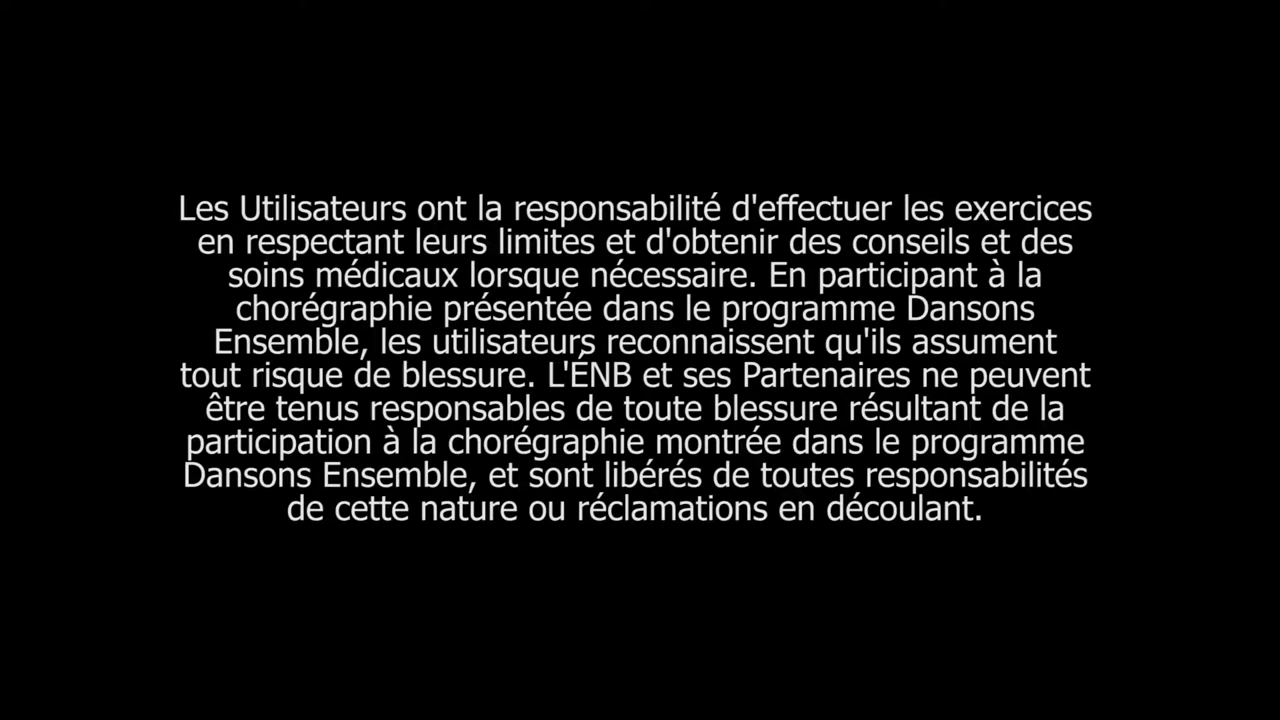 Les Utilisateurs ont la responsabilité d'effectuer les exercices
en respectant leurs limites et d'obtenir des conseils et des
soins médicaux lorsque nécessaire. En participant à la
chorégraphie présentée dans le programme Dansons
Ensemble, les utilisateurs reconnaissent qu'ils assument
tout risque de blessure. L'ÉNB et ses Partenaires ne peuvent
être tenus responsables de toute blessure résultant de la
participation à la chorégraphie montrée dans le programme
Dansons Ensemble, et sont libérés de toutes responsabilités
de cette nature ou réclamations en découlant.